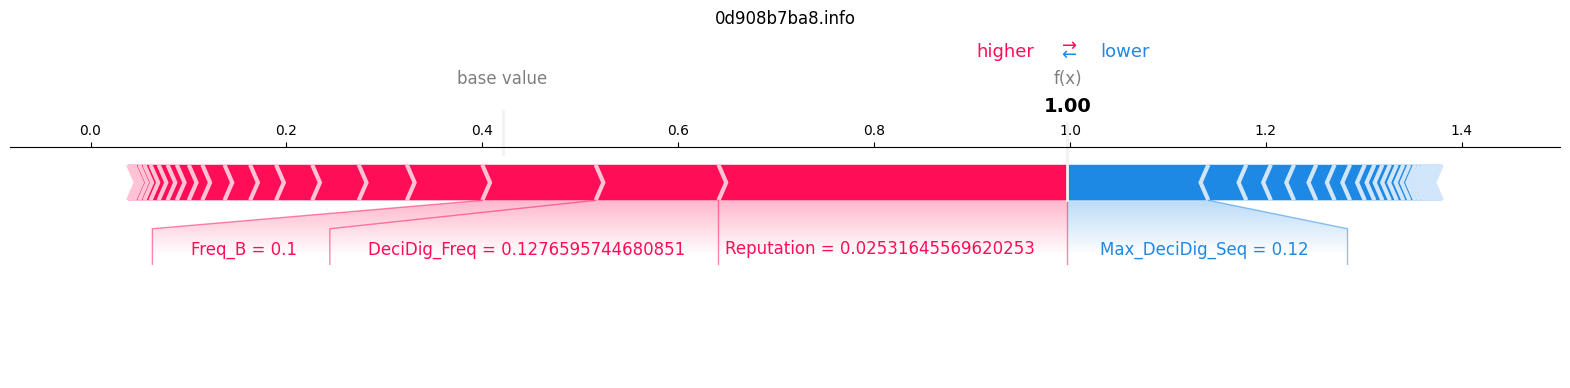 0d908b7ba8.info
higher ⇄ lower
base value f(x)
1.00
0.0 0.2 0.4 0.6 0.8 1.0 1.2 1.4
Freq_B = 0.1 DeciDig_Freq = 0.1276595744680851 Reputation = 0.02531645569620253 Max_DeciDig_Seq = 0.12